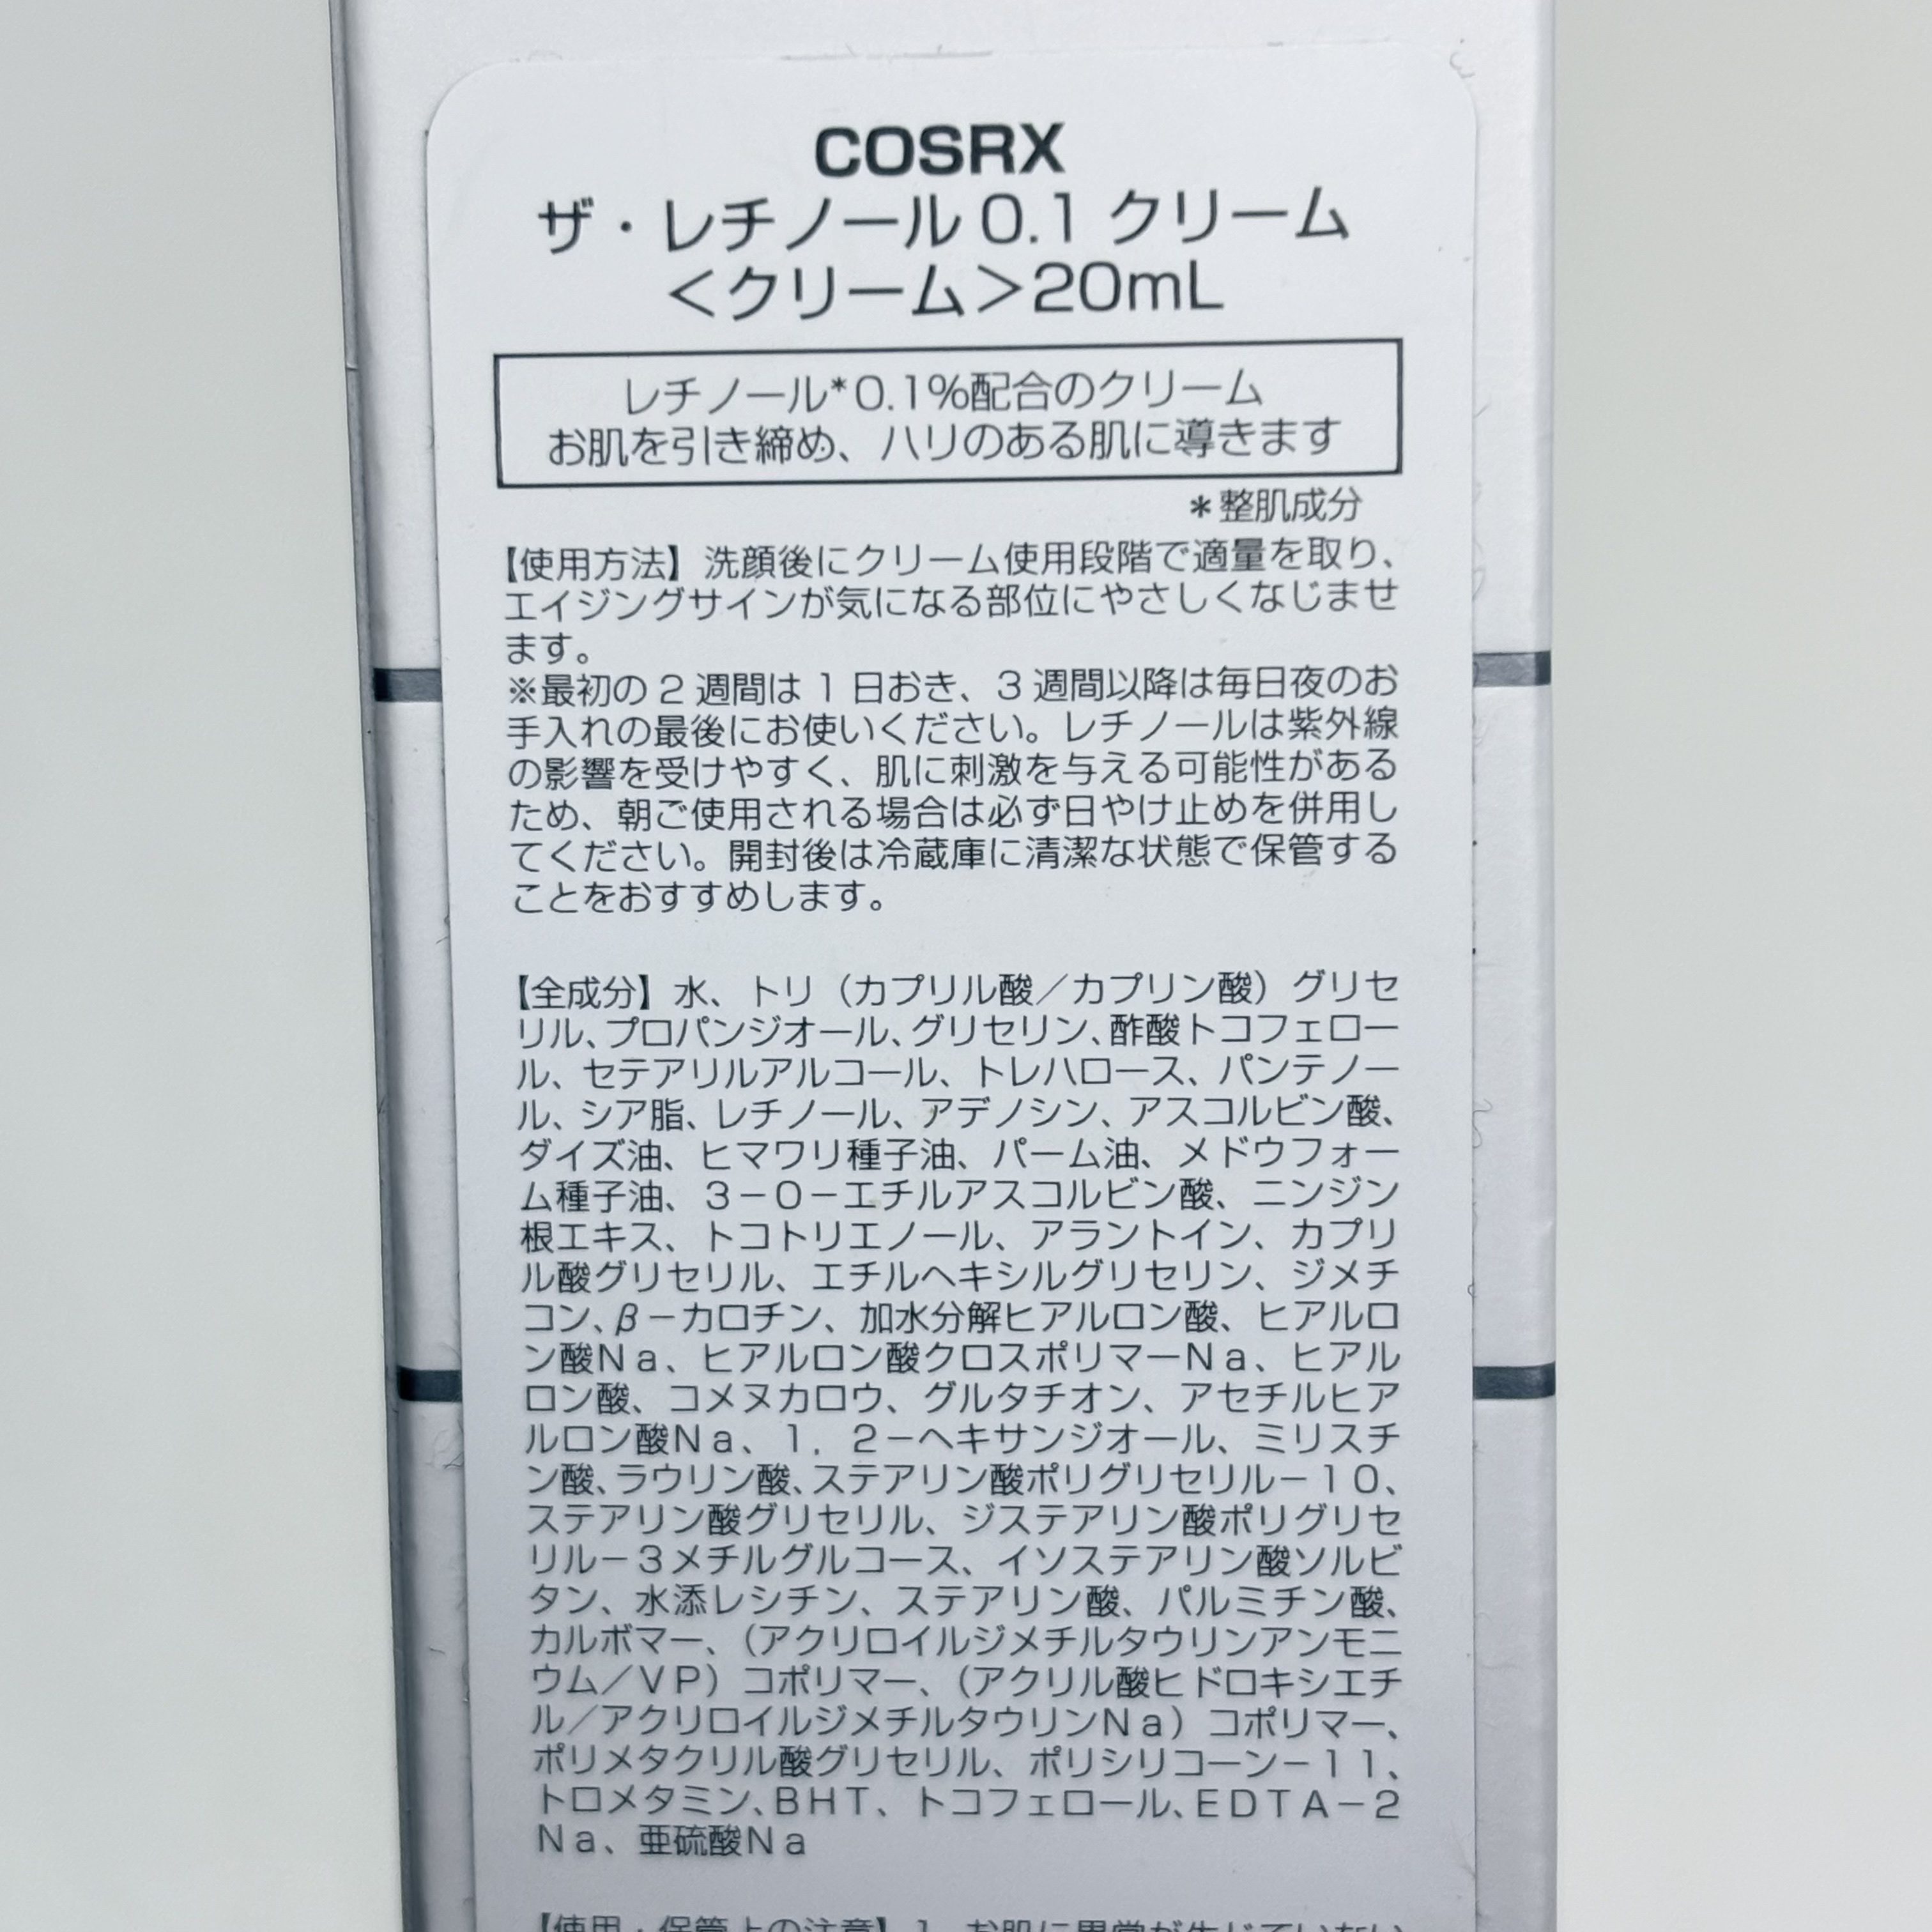 COSRX
ザ・レチノール0.1クリーム
＜クリーム＞20mL
レチノール*0.1%配合のクリーム
お肌を引き締め、ハリのある肌に導きます
＊整肌成分
【使用方法】洗顔後にクリーム使用段階で適量を取り、
エイジングサインが気になる部位にやさしくなじませ
ます。
※最初の2週間は1日おき、3週間以降は毎日夜のお
手入れの最後にお使いください。レチノールは紫外線
の影響を受けやすく、肌に刺激を与える可能性がある
ため、朝ご使用される場合は必ず日やけ止めを併用し
てください。開封後は冷蔵庫に清潔な状態で保管する
ことをおすすめします。
【全成分】水、トリ（カプリル酸／カプリン酸）グリセ
リル、プロパンジオール、グリセリン、酢酸トコフェロー
ル、セテアリルアルコール、トレハロース、パンテノー
ル、シア脂、レチノール、アデノシン、アスコルビン酸、
ダイズ油、ヒマワリ種子油、パーム油、メドウフォー
ム種子油、３－Ｏ－エチルアスコルビン酸、ニンジン
根エキス、トコトリエノール、アラントイン、カプリ
ル酸グリセリル、エチルヘキシルグリセリン、ジメチ
コン、β－カロチン、加水分解ヒアルロン酸、ヒアルロ
ン酸Ｎａ、ヒアルロン酸クロスポリマーＮａ、ヒアル
ロン酸、コメヌカロウ、グルタチオン、アセチルヒア
ルロン酸Ｎａ、１，２－ヘキサンジオール、ミリスチ
ン酸、ラウリン酸、ステアリン酸ポリグリセリル－１０、
ステアリン酸グリセリル、ジステアリン酸ポリグリセ
リル－３メチルグルコース、イソステアリン酸ソルビ
タン、水添レシチン、ステアリン酸、パルミチン酸、
カルボマー、（アクリロイルジメチルタウリンアンモニ
ウム／ＶＰ）コポリマー、（アクリル酸ヒドロキシエチ
ル／アクリロイルジメチルタウリンＮａ）コポリマー、
ポリメタクリル酸グリセリル、ポリシリコーン－１１、
トロメタミン、ＢＨＴ、トコフェロール、ＥＤＴＡ－２
Ｎａ、亜硫酸Ｎａ
【使用・保管上の注意】１．お肌に異常が生じていない